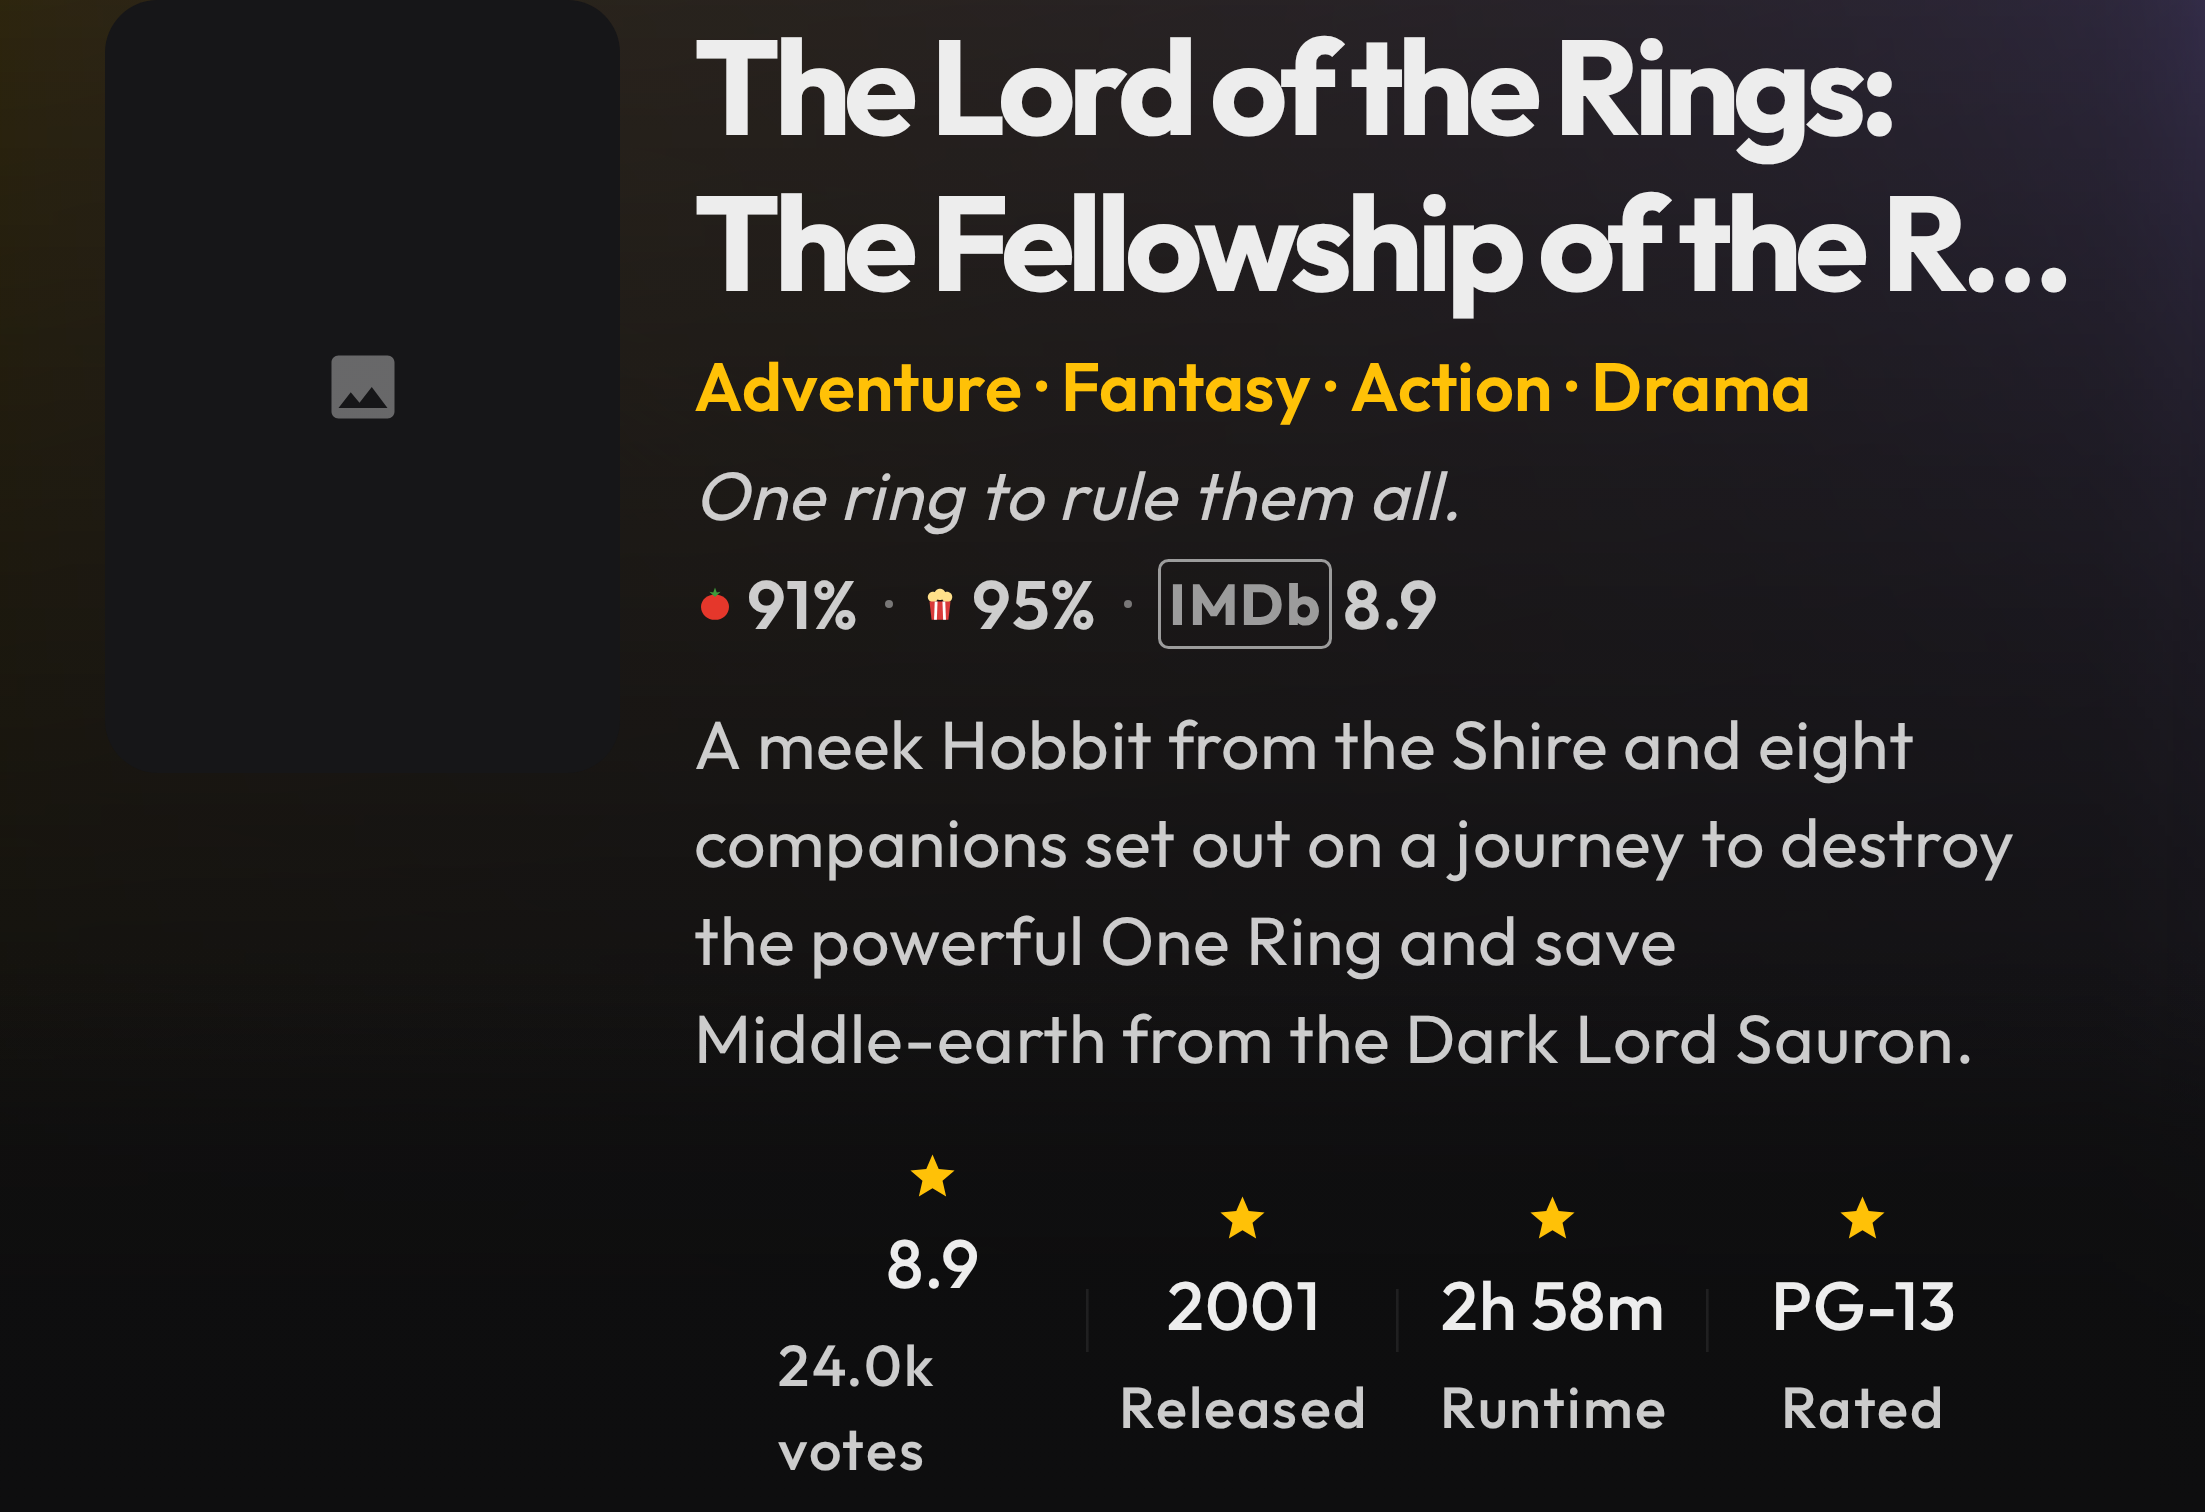 The Lord of the Rings:
The Fellowship of the R...
Adventure · Fantasy · Action · Drama
One ring to rule them all.
91% · 95% · IMDb 8.9
A meek Hobbit from the Shire and eight
companions set out on a journey to destroy
the powerful One Ring and save
Middle-earth from the Dark Lord Sauron.
8.9
24.0k
votes
2001
Released
2h 58m
Runtime
PG-13
Rated